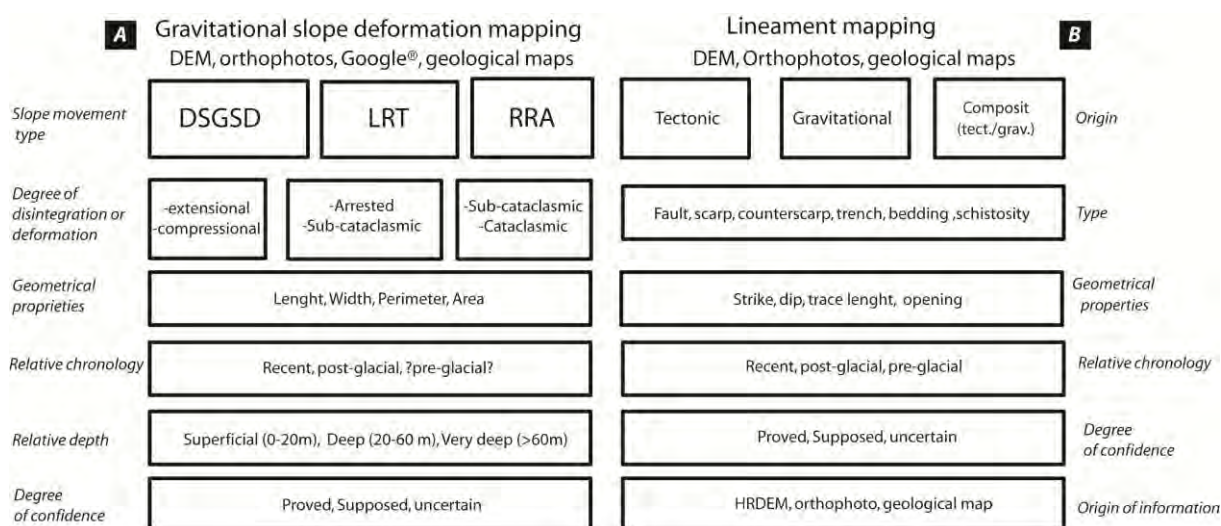 A
Gravitational slope deformation mapping
DEM, orthophotos, Google®, geological maps
Slope movement
type
DSGSD
LRT
RRA
Degree of
disintegration or
deformation
-extensional
-compressional
-Arrested
-Sub-cataclasmic
-Sub-cataclasmic
-Cataclasmic
Geometrical
proprieties
Lenght, Width, Perimeter, Area
Relative chronology
Recent, post-glacial, ?pre-glacial?
Relative depth
Superficial (0-20m), Deep (20-60 m), Very deep (>60m)
Degree
of confidence
Proved, Supposed, uncertain
Lineament mapping
DEM, Orthophotos, geological maps
B
Tectonic
Gravitational
Composit
(tect./grav.)
Origin
Fault, scarp, counterscarp, trench, bedding ,schistosity
Type
Strike, dip, trace lenght, opening
Geometrical
properties
Recent, post-glacial, pre-glacial
Relative chronology
Proved, Supposed, uncertain
Degree
of confidence
HRDEM, orthophoto, geological map
Origin of information